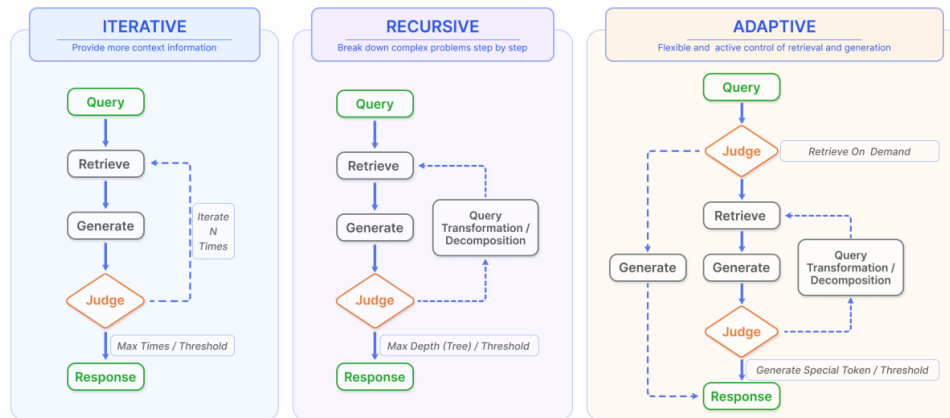 ITERATIVE
Provide more context information
Query
Retrieve
Generate
Iterate
N
Times
Judge
Max Times / Threshold
Response
RECURSIVE
Break down complex problems step by step
Query
Retrieve
Generate
Query
Transformation /
Decomposition
Judge
Max Depth (Tree) / Threshold
Response
ADAPTIVE
Flexible and active control of retrieval and generation
Query
Judge
Retrieve On Demand
Retrieve
Generate
Generate
Query
Transformation /
Decomposition
Judge
Generate Special Token / Threshold
Response